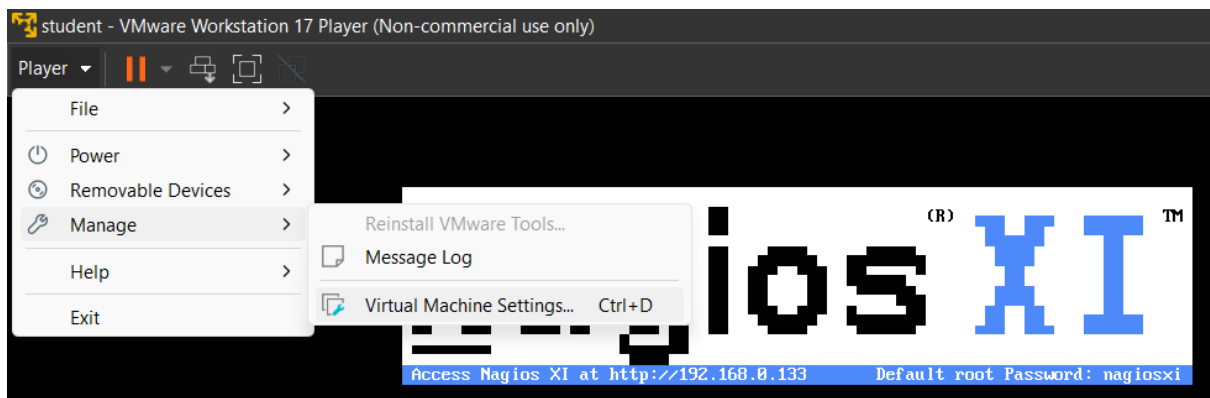 student - VMware Workstation 17 Player (Non-commercial use only)
Player
File
Power
Removable Devices
Manage
Help
Exit
Reinstall VMware Tools...
Message Log
Virtual Machine Settings... Ctrl+D
Nagios XI (R) TM
Access Nagios XI at http://192.168.0.133 Default root Password: nagiosxi